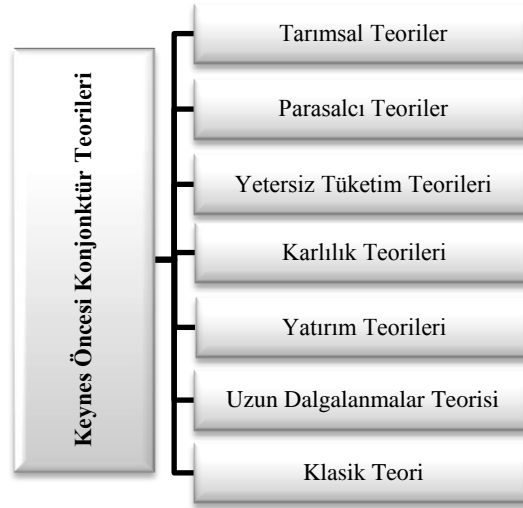 Keynes Öncesi Konjonktür Teorileri
Tarımsal Teoriler
Parasalcı Teoriler
Yetersiz Tüketim Teorileri
Karlılık Teorileri
Yatırım Teorileri
Uzun Dalgalanmalar Teorisi
Klasik Teori